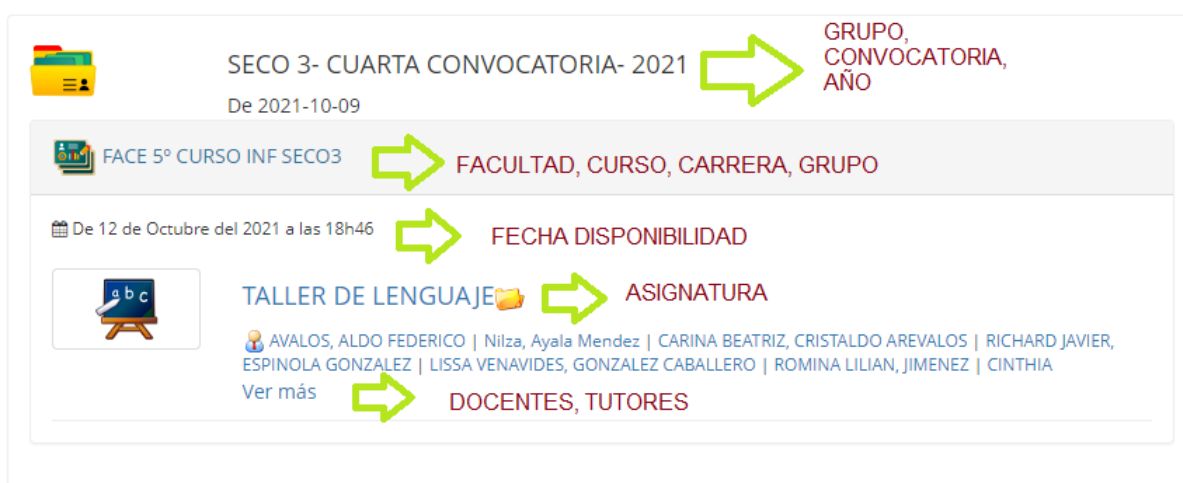 SECO 3- CUARTA CONVOCATORIA- 2021
GRUPO,
CONVOCATORIA,
AÑO
De 2021-10-09
FACE 5º CURSO INF SECO3
FACULTAD, CURSO, CARRERA, GRUPO
De 12 de Octubre del 2021 a las 18h46
FECHA DISPONIBILIDAD
a b c
TALLER DE LENGUAJE
ASIGNATURA
AVALOS, ALDO FEDERICO | Nilza, Ayala Mendez | CARINA BEATRIZ, CRISTALDO AREVALOS | RICHARD JAVIER,
ESPINOLA GONZALEZ | LISSA VENAVIDES, GONZALEZ CABALLERO | ROMINA LILIAN, JIMENEZ | CINTHIA
Ver más
DOCENTES, TUTORES